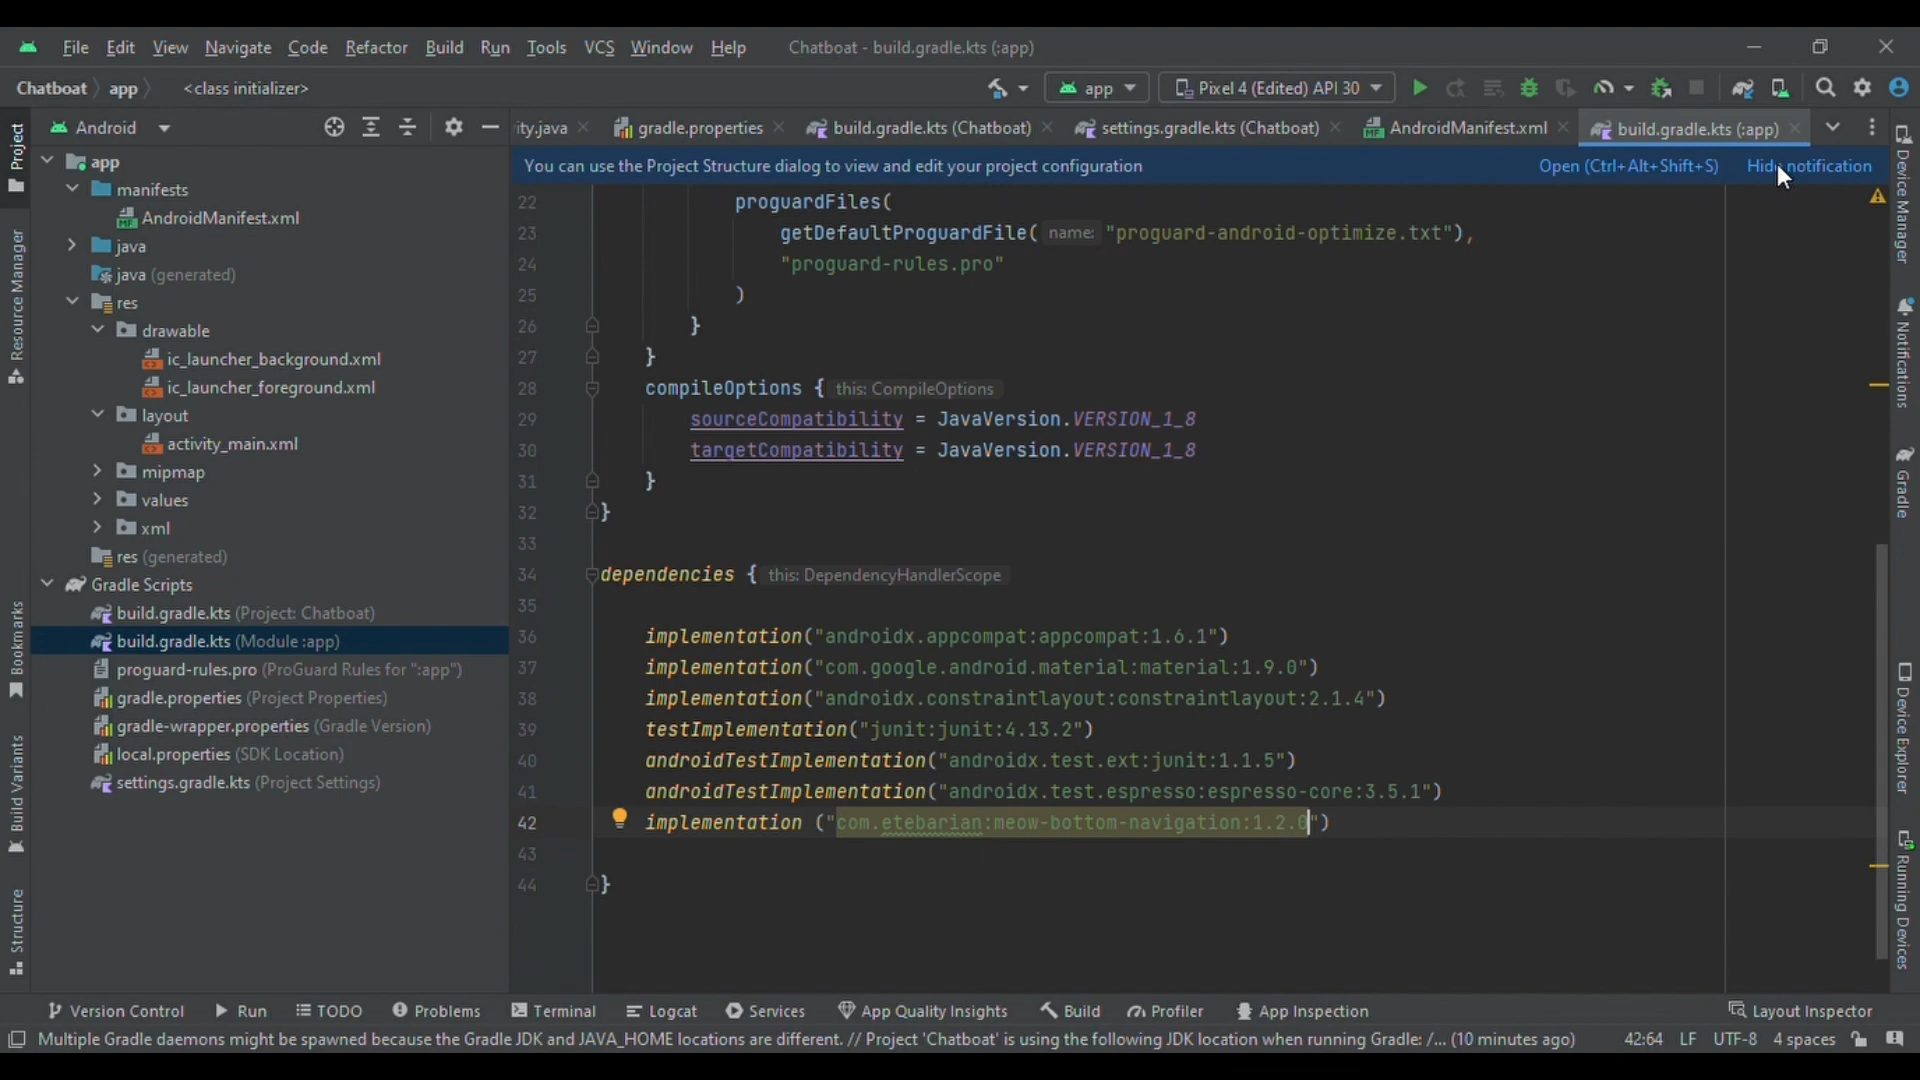 File Edit View Navigate Code Refactor Build Run Tools VCS Window Help Chatboat - build.gradle.kts (:app)
Chatboat app <class initializer> app Pixel 4 (Edited) API 30
Android ity.java gradle.properties build.gradle.kts (Chatboat) settings.gradle.kts (Chatboat) AndroidManifest.xml build.gradle.kts (:app)
You can use the Project Structure dialog to view and edit your project configuration Open (Ctrl+Alt+Shift+S) Hide notification
Project
Resource Manager
Bookmarks
Build Variants
Structure
app
manifests
AndroidManifest.xml
java
java (generated)
res
drawable
ic_launcher_background.xml
ic_launcher_foreground.xml
layout
activity_main.xml
mipmap
values
xml
res (generated)
Gradle Scripts
build.gradle.kts (Project: Chatboat)
build.gradle.kts (Module :app)
proguard-rules.pro (ProGuard Rules for ":app")
gradle.properties (Project Properties)
gradle-wrapper.properties (Gradle Version)
local.properties (SDK Location)
settings.gradle.kts (Project Settings)
22 proguardFiles(
23 getDefaultProguardFile( name: "proguard-android-optimize.txt"),
24 "proguard-rules.pro"
25 )
26 }
27 }
28 compileOptions { this: CompileOptions
29 sourceCompatibility = JavaVersion.VERSION_1_8
30 targetCompatibility = JavaVersion.VERSION_1_8
31 }
32 }
33
34 dependencies { this: DependencyHandlerScope
35
36 implementation("androidx.appcompat:appcompat:1.6.1")
37 implementation("com.google.android.material:material:1.9.0")
38 implementation("androidx.constraintlayout:constraintlayout:2.1.4")
39 testImplementation("junit:junit:4.13.2")
40 androidTestImplementation("androidx.test.ext:junit:1.1.5")
41 androidTestImplementation("androidx.test.espresso:espresso-core:3.5.1")
42 implementation ("com.etebarian:meow-bottom-navigation:1.2.0")
43
44 }
Device Manager
Notifications
Gradle
Device Explorer
Running Devices
Version Control Run TODO Problems Terminal Logcat Services App Quality Insights Build Profiler App Inspection Layout Inspector
Multiple Gradle daemons might be spawned because the Gradle JDK and JAVA_HOME locations are different. // Project 'Chatboat' is using the following JDK location when running Gradle: /... (10 minutes ago) 42:64 LF UTF-8 4 spaces